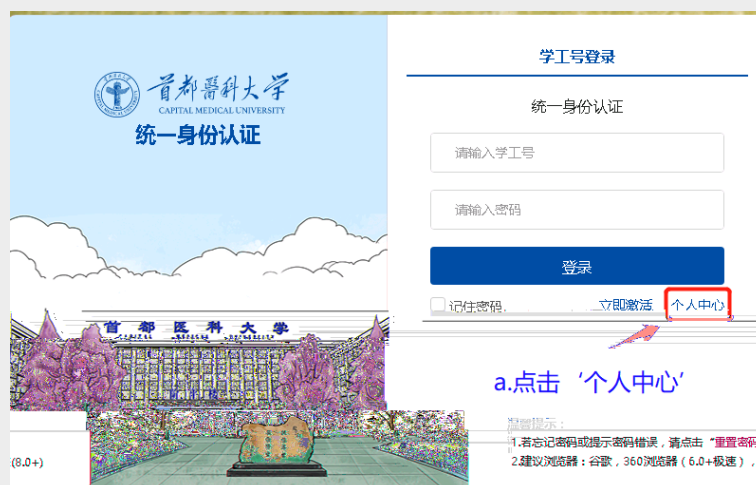 首都醫科大学
CAPITAL MEDICAL UNIVERSITY
统一身份认证
首都医科大学
(8.0+)
学工号登录
统一身份认证
请输入学工号
请输入密码
登录
记住密码
立即激活
个人中心
a.点击‘个人中心’
温馨提示：
1.若忘记密码或提示密码错误，请点击“重置密码
2.建议浏览器：谷歌，360浏览器（6.0+极速），